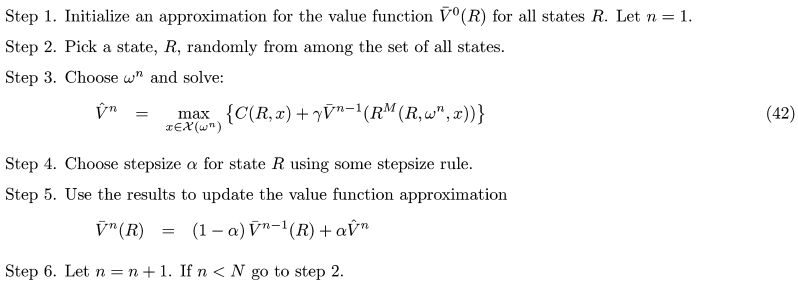 Step 1. Initialize an approximation for the value function V̄⁰(R) for all states R. Let n = 1.
Step 2. Pick a state, R, randomly from among the set of all states.
Step 3. Choose ωⁿ and solve:
V̂ⁿ = max_{x∈𝒳(ωⁿ)} {C(R, x) + γV̄ⁿ⁻¹(Rᴹ(R, ωⁿ, x))} (42)
Step 4. Choose stepsize α for state R using some stepsize rule.
Step 5. Use the results to update the value function approximation
V̄ⁿ(R) = (1 − α) V̄ⁿ⁻¹(R) + αV̂ⁿ
Step 6. Let n = n + 1. If n < N go to step 2.